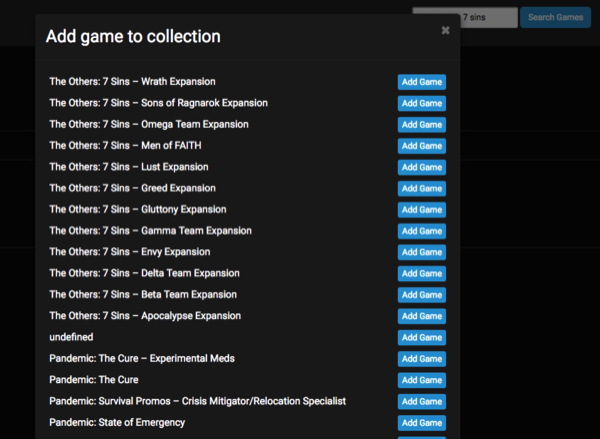 7 sins
Search Games
Add game to collection
×
The Others: 7 Sins – Wrath Expansion
Add Game
The Others: 7 Sins – Sons of Ragnarok Expansion
Add Game
The Others: 7 Sins – Omega Team Expansion
Add Game
The Others: 7 Sins – Men of FAITH
Add Game
The Others: 7 Sins – Lust Expansion
Add Game
The Others: 7 Sins – Greed Expansion
Add Game
The Others: 7 Sins – Gluttony Expansion
Add Game
The Others: 7 Sins – Gamma Team Expansion
Add Game
The Others: 7 Sins – Envy Expansion
Add Game
The Others: 7 Sins – Delta Team Expansion
Add Game
The Others: 7 Sins – Beta Team Expansion
Add Game
The Others: 7 Sins – Apocalypse Expansion
Add Game
undefined
Add Game
Pandemic: The Cure – Experimental Meds
Add Game
Pandemic: The Cure
Add Game
Pandemic: Survival Promos – Crisis Mitigator/Relocation Specialist
Add Game
Pandemic: State of Emergency
Add Game